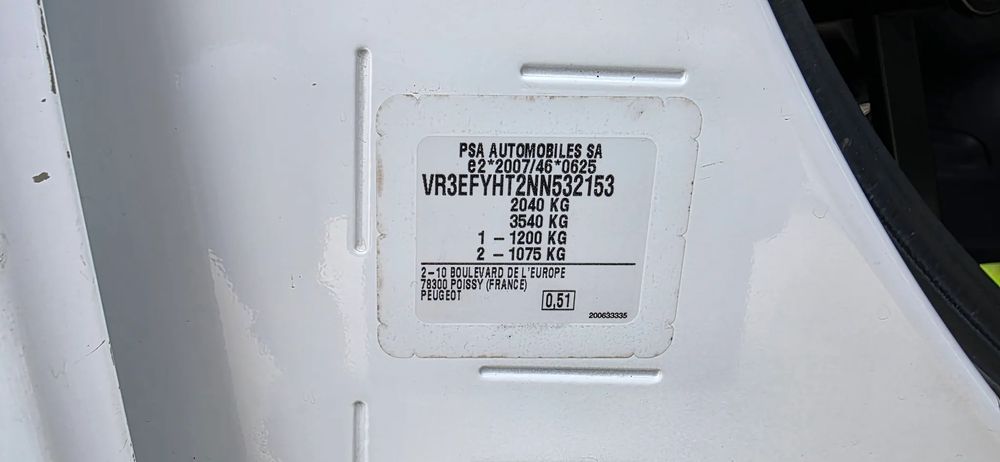 PSA AUTOMOBILES SA
e2*2007/46*0625
VR3EFYHT2NN532153
2040 KG
3540 KG
1 – 1200 KG
2 – 1075 KG
2–10 BOULEVARD DE L'EUROPE
78300 POISSY (FRANCE)
PEUGEOT
0,51
200633335